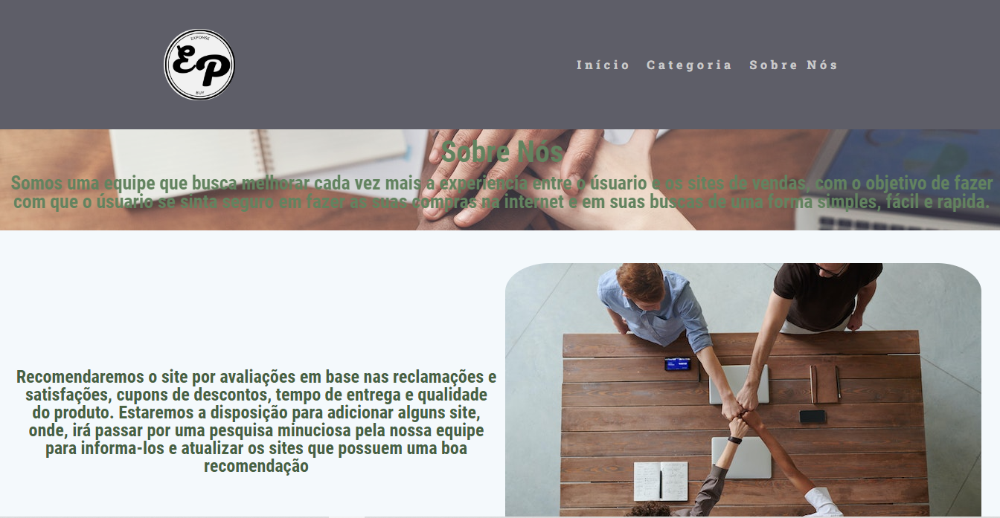 EXPONSE
EP
BUY
Início Categoria Sobre Nós
Sobre Nós
Somos uma equipe que busca melhorar cada vez mais a experiencia entre o úsuario e os sites de vendas, com o objetivo de fazer
com que o úsuario se sinta seguro em fazer as suas compras na internet e em suas buscas de uma forma simples, fácil e rapida.
Recomendaremos o site por avaliações em base nas reclamações e
satisfações, cupons de descontos, tempo de entrega e qualidade
do produto. Estaremos a disposição para adicionar alguns site,
onde, irá passar por uma pesquisa minuciosa pela nossa equipe
para informa-los e atualizar os sites que possuem uma boa
recomendação